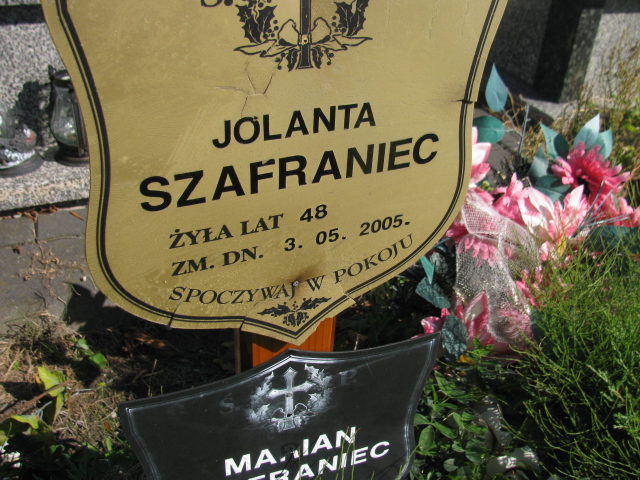 Ś.
JOLANTA
SZAFRANIEC
ŻYŁA LAT 48
ZM. DN. 3. 05. 2005.
SPOCZYWAJ W POKOJU
Ś. P.
MARIAN